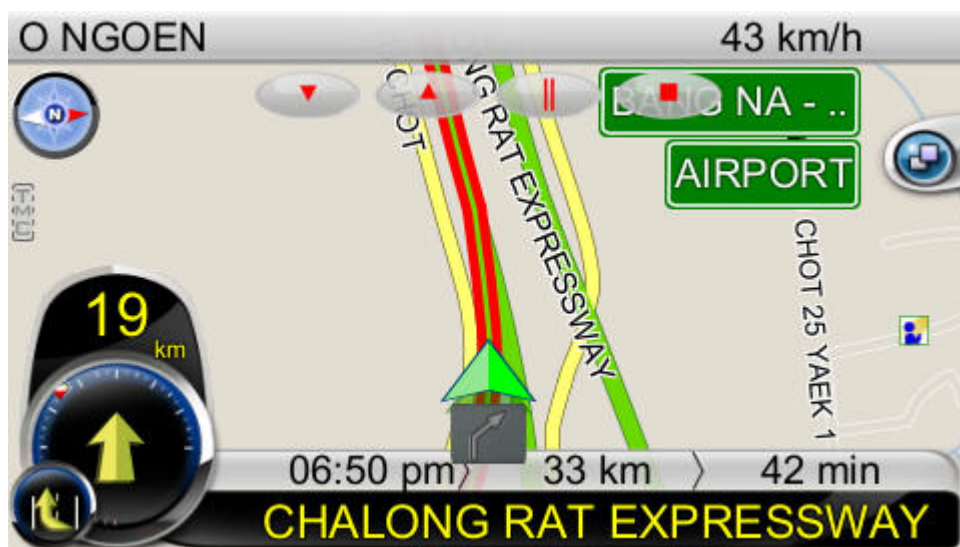 O NGOEN
43 km/h
N
CHOT
NG RAT EXPRESSWAY
BANG NA - ..
AIRPORT
TMC
CHOT 25 YAEK 1
19
km
06:50 pm
33 km
42 min
CHALONG RAT EXPRESSWAY